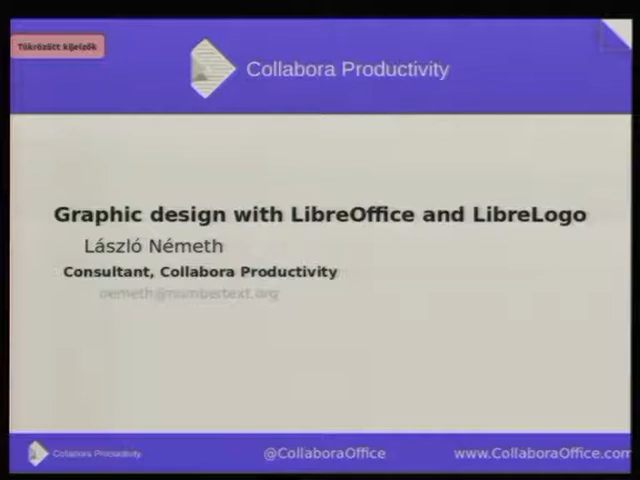 Tükrözött kijelzők
Collabora Productivity
Graphic design with LibreOffice and LibreLogo
László Németh
Consultant, Collabora Productivity
nemeth@numbertext.org
Collabora Productivity
@CollaboraOffice
www.CollaboraOffice.com